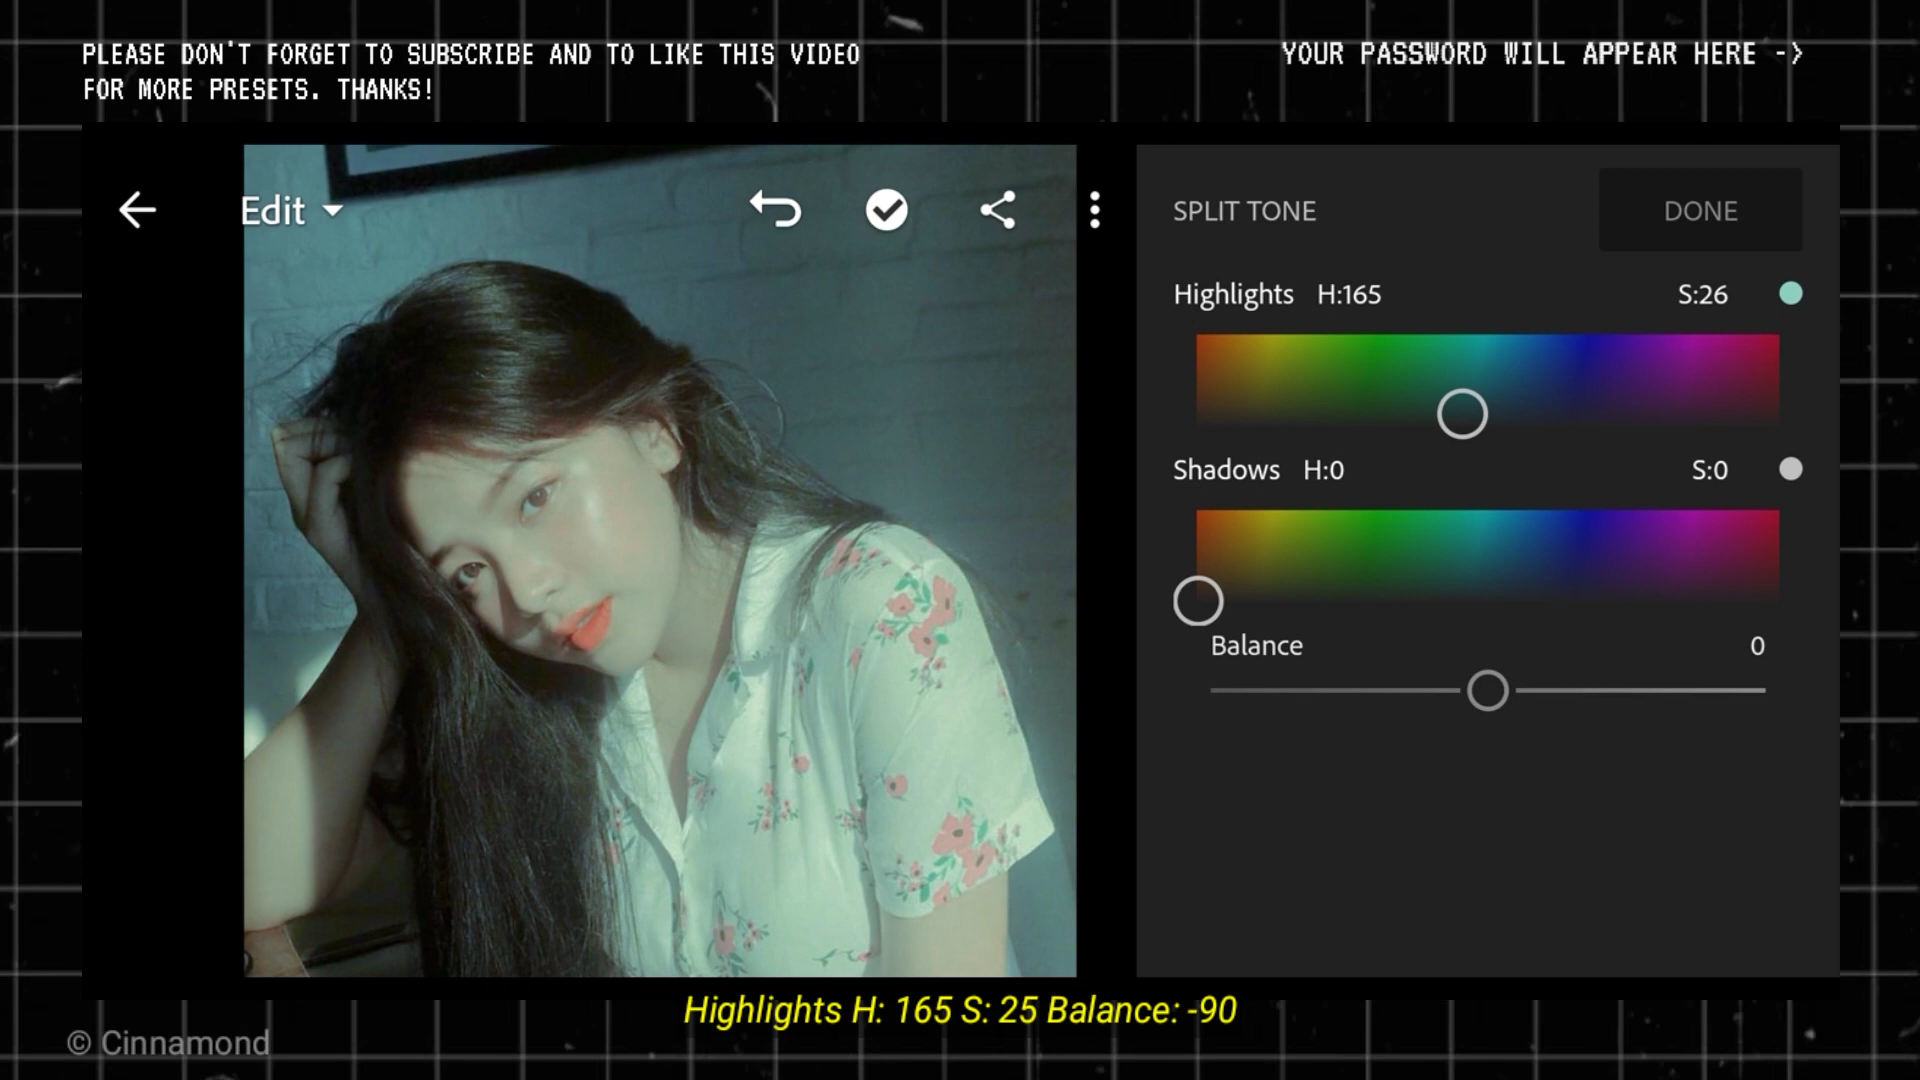 PLEASE DON'T FORGET TO SUBSCRIBE AND TO LIKE THIS VIDEO
FOR MORE PRESETS. THANKS!
YOUR PASSWORD WILL APPEAR HERE ->
Edit
SPLIT TONE
DONE
Highlights H:165 S:26
Shadows H:0 S:0
Balance 0
Highlights H: 165 S: 25 Balance: -90
© Cinnamond